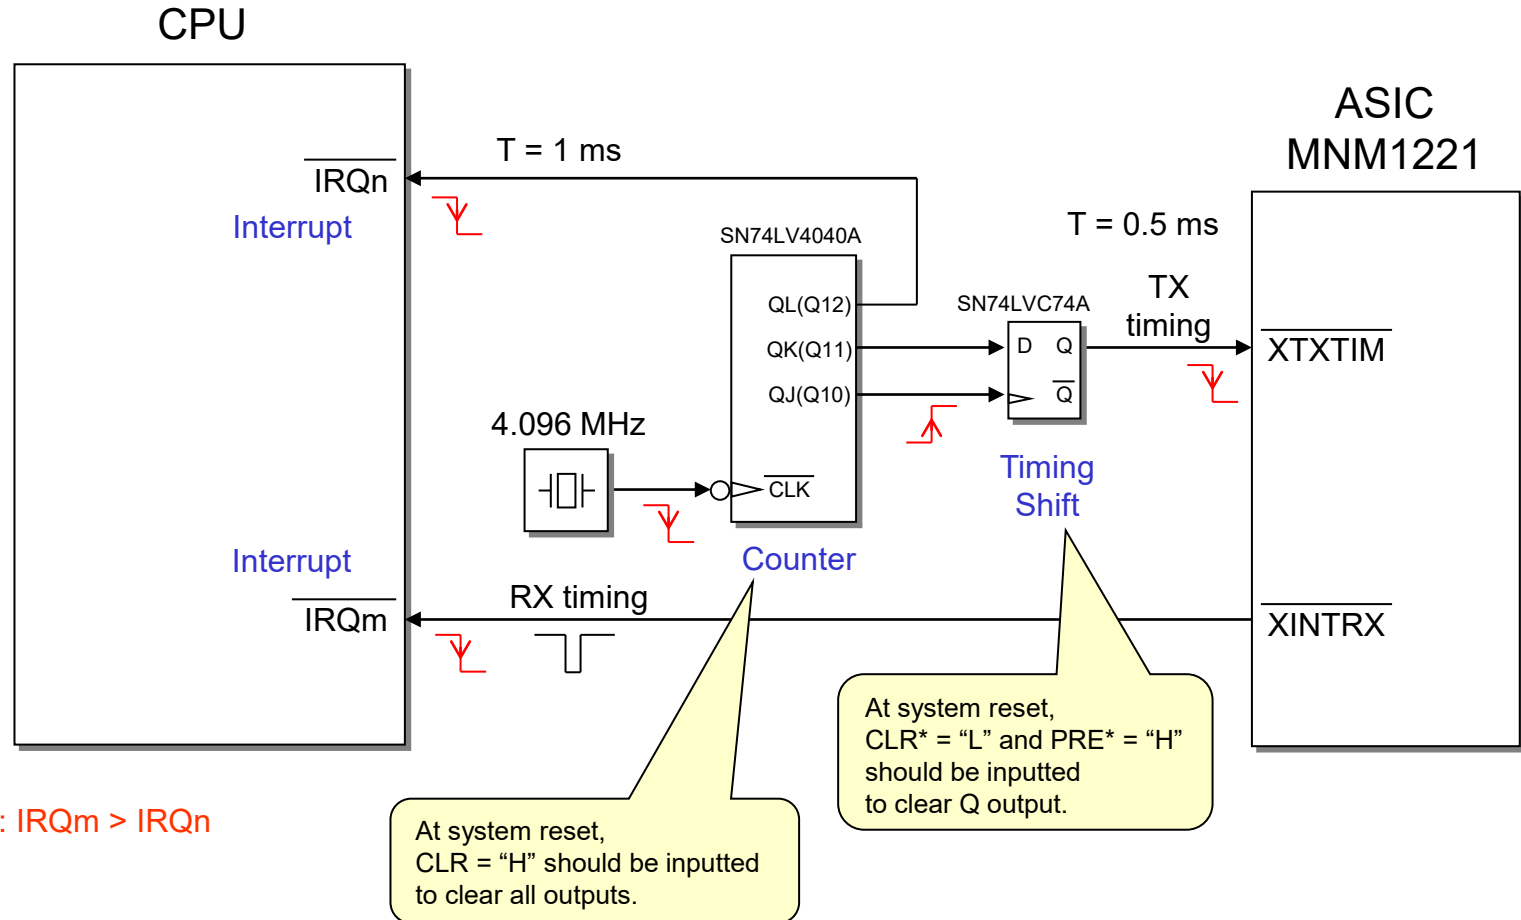 CPU
ASIC
MNM1221
T = 1 ms
IRQn
Interrupt
T = 0.5 ms
SN74LV4040A
TX
timing
SN74LVC74A
QL(Q12)
QK(Q11)
QJ(Q10)
D Q
Q
XTXTIM
4.096 MHz
CLK
Timing
Shift
Counter
Interrupt
RX timing
IRQm
XINTRX
At system reset,
CLR* = “L” and PRE* = “H”
should be inputted
to clear Q output.
: IRQm > IRQn
At system reset,
CLR = “H” should be inputted
to clear all outputs.